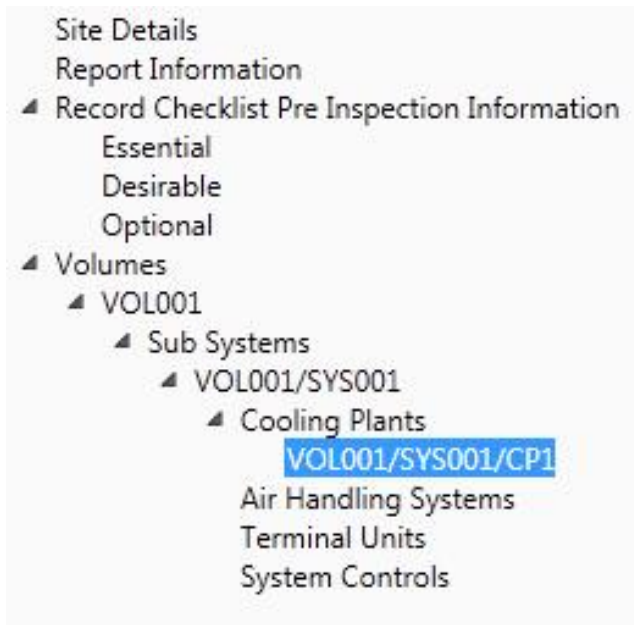 Site Details
Report Information
Record Checklist Pre Inspection Information
Essential
Desirable
Optional
Volumes
VOL001
Sub Systems
VOL001/SYS001
Cooling Plants
VOL001/SYS001/CP1
Air Handling Systems
Terminal Units
System Controls